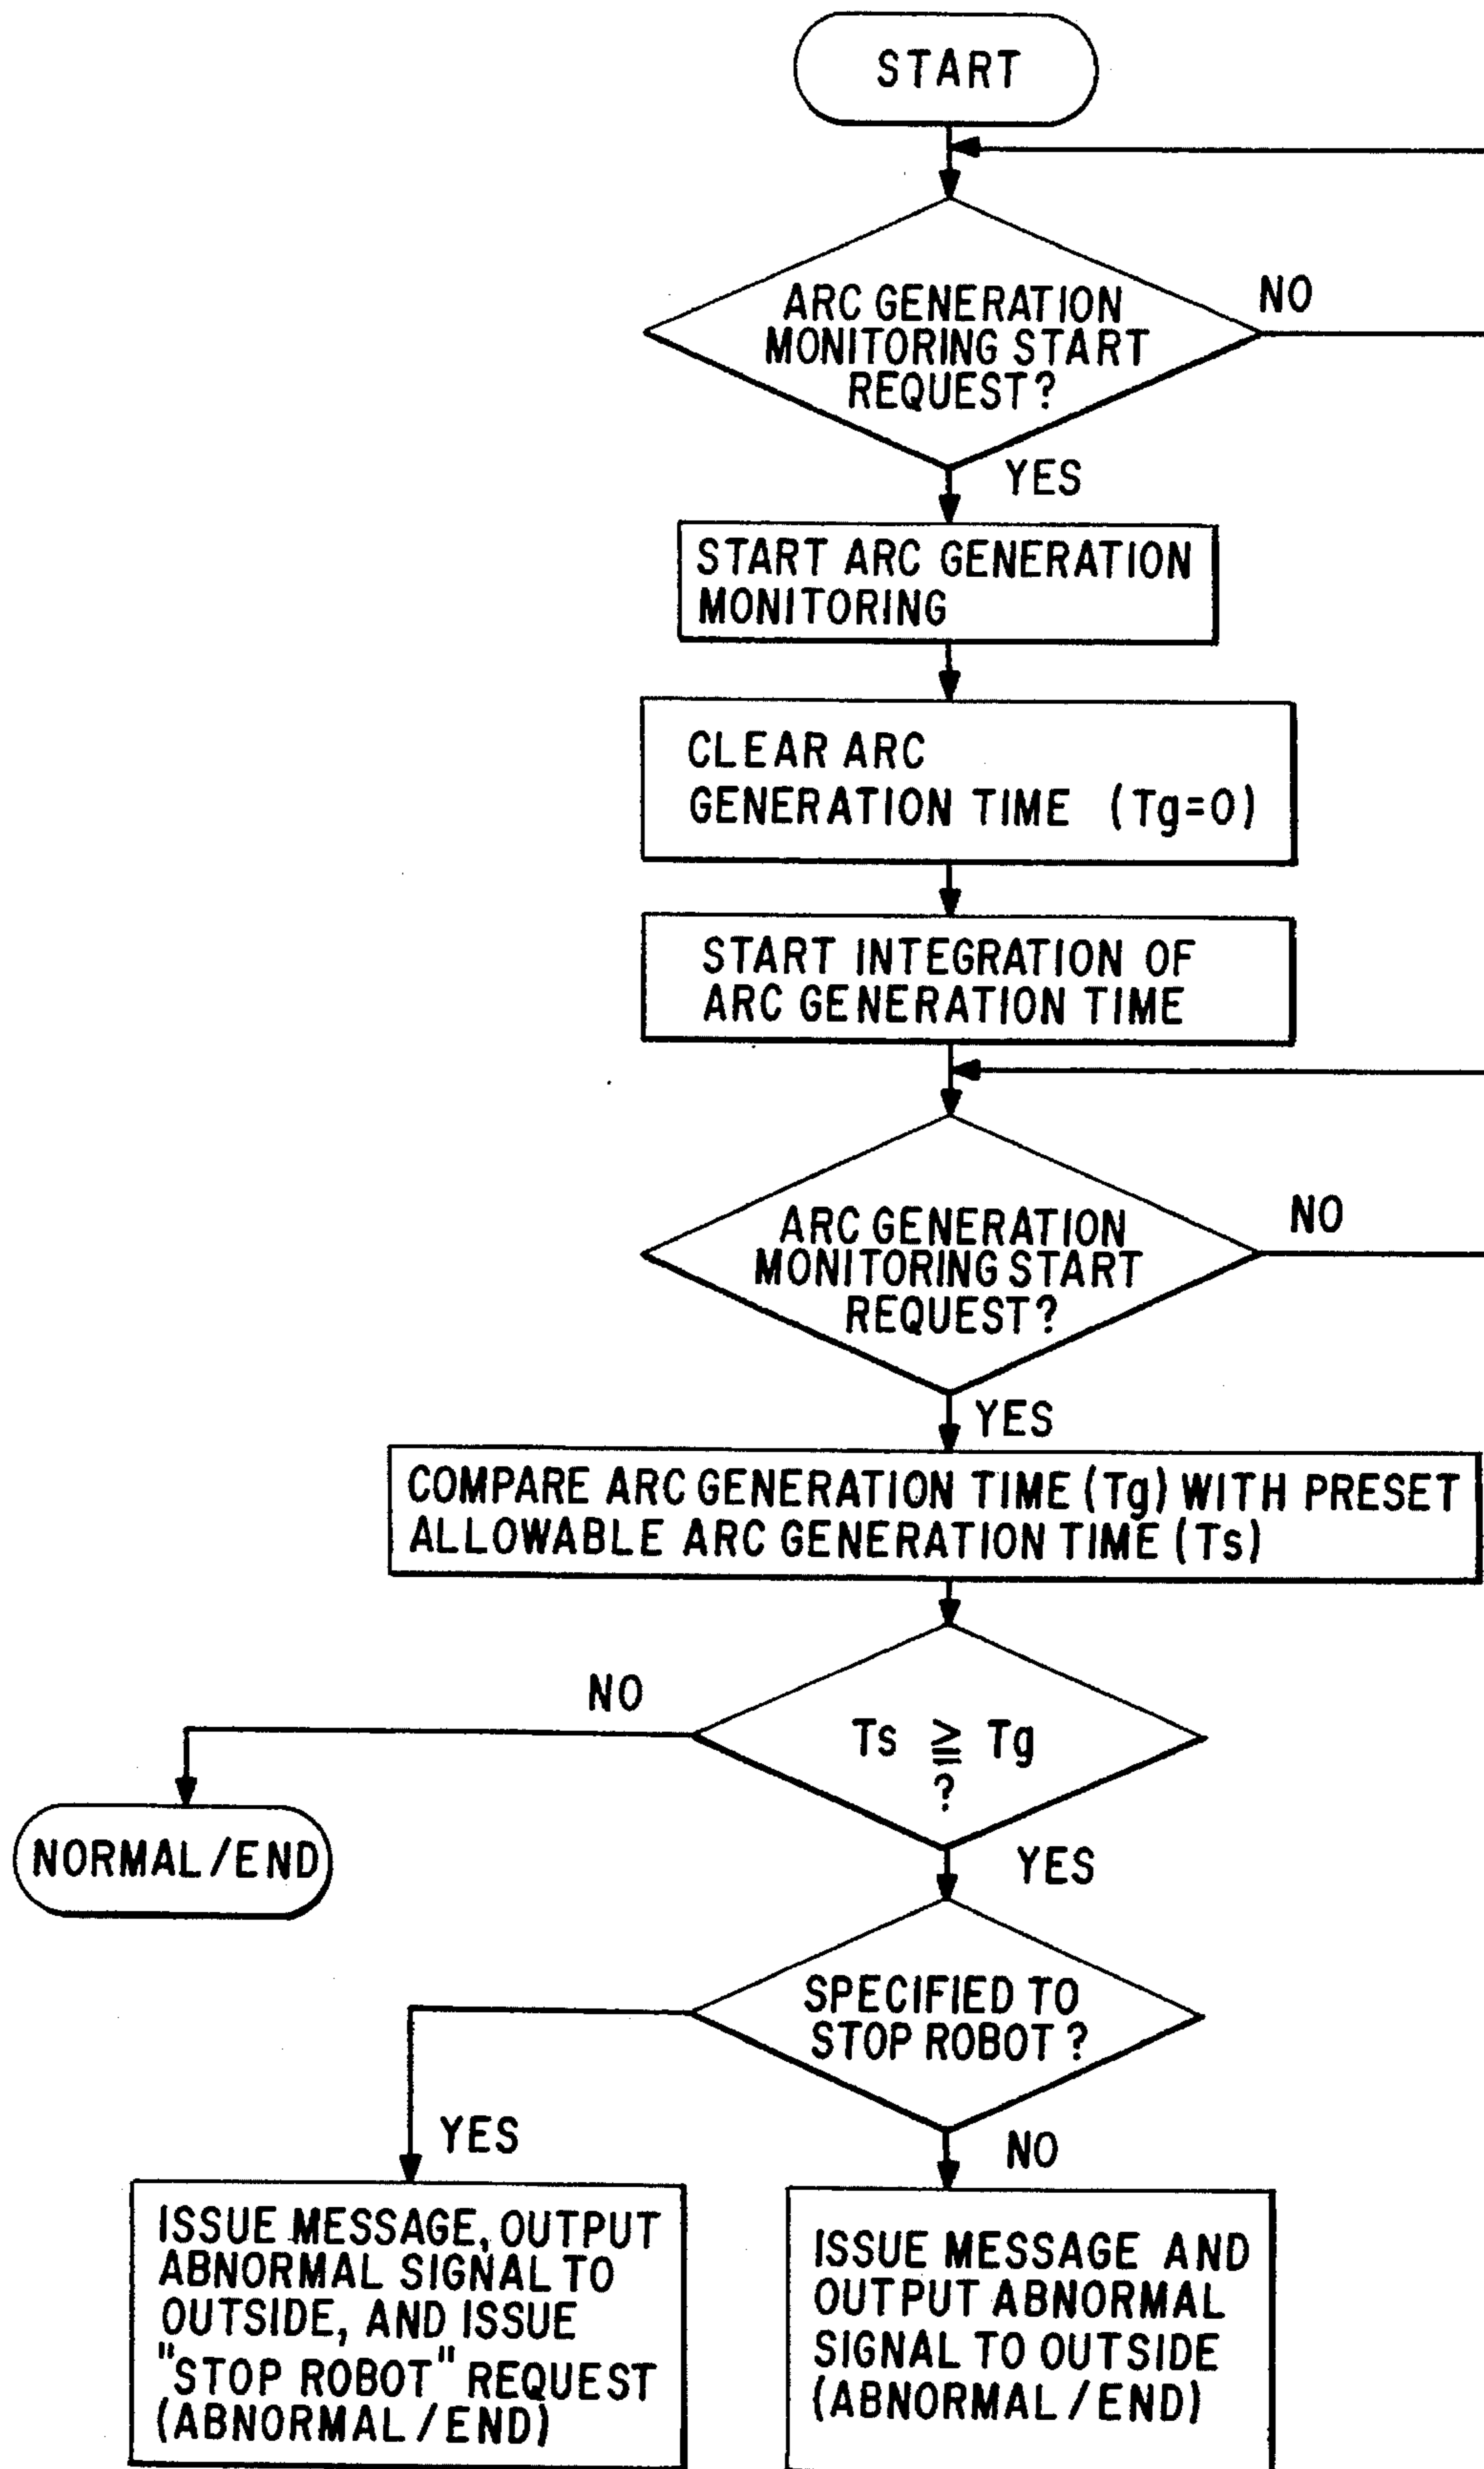 START
ARC GENERATION
MONITORING START
REQUEST?
NO
YES
START ARC GENERATION
MONITORING
CLEAR ARC
GENERATION TIME (Tg=0)
START INTEGRATION OF
ARC GENERATION TIME
ARC GENERATION
MONITORING START
REQUEST?
NO
YES
COMPARE ARC GENERATION TIME (Tg) WITH PRESET
ALLOWABLE ARC GENERATION TIME (Ts)
NO
Ts ≧ Tg
?
NORMAL/END
YES
SPECIFIED TO
STOP ROBOT?
YES
NO
ISSUE MESSAGE, OUTPUT
ABNORMAL SIGNAL TO
OUTSIDE, AND ISSUE
"STOP ROBOT" REQUEST
(ABNORMAL/END)
ISSUE MESSAGE AND
OUTPUT ABNORMAL
SIGNAL TO OUTSIDE
(ABNORMAL/END)